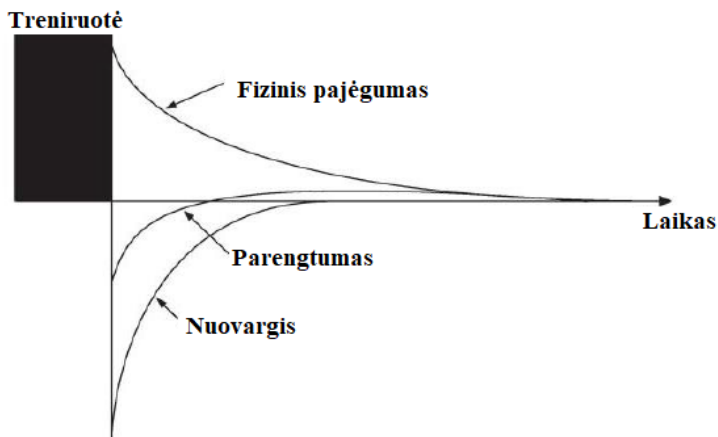 Treniruotė
Fizinis pajėgumas
Laikas
Parengtumas
Nuovargis